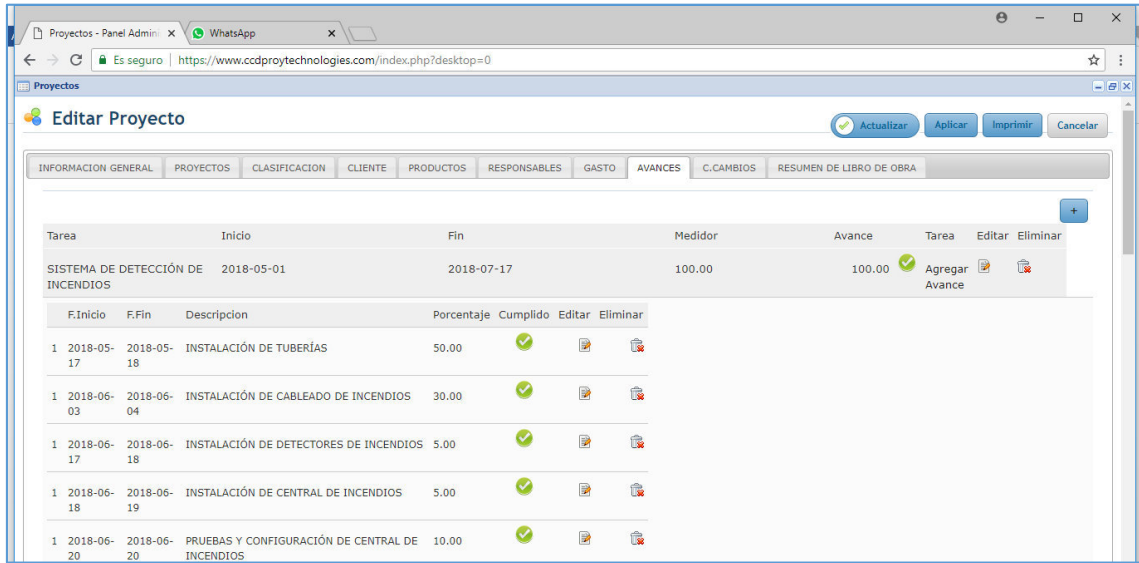 Proyectos - Panel Admini
WhatsApp
Es seguro | https://www.ccdproytechnologies.com/index.php?desktop=0
Proyectos
Editar Proyecto
Actualizar Aplicar Imprimir Cancelar
INFORMACION GENERAL PROYECTOS CLASIFICACION CLIENTE PRODUCTOS RESPONSABLES GASTO AVANCES C.CAMBIOS RESUMEN DE LIBRO DE OBRA
+
Tarea Inicio Fin Medidor Avance Tarea Editar Eliminar
SISTEMA DE DETECCIÓN DE 2018-05-01 2018-07-17 100.00 100.00 Agregar
INCENDIOS Avance
F.Inicio F.Fin Descripcion Porcentaje Cumplido Editar Eliminar
1 2018-05- 2018-05- INSTALACIÓN DE TUBERÍAS 50.00
17 18
1 2018-06- 2018-06- INSTALACIÓN DE CABLEADO DE INCENDIOS 30.00
03 04
1 2018-06- 2018-06- INSTALACIÓN DE DETECTORES DE INCENDIOS 5.00
17 18
1 2018-06- 2018-06- INSTALACIÓN DE CENTRAL DE INCENDIOS 5.00
18 19
1 2018-06- 2018-06- PRUEBAS Y CONFIGURACIÓN DE CENTRAL DE 10.00
20 20 INCENDIOS